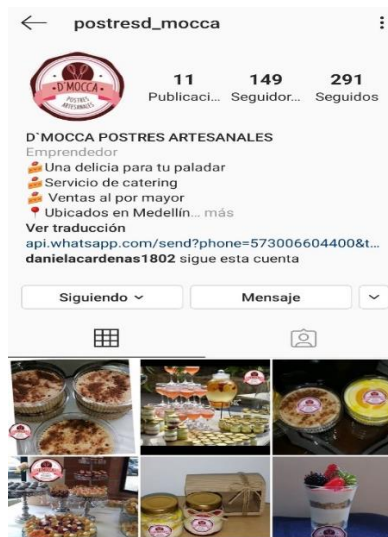 postresd_mocca
D'MOCCA
POSTRES
ARTESANALES
11 149 291
Publicaci... Seguidor... Seguidos
D`MOCCA POSTRES ARTESANALES
Emprendedor
Una delicia para tu paladar
Servicio de catering
Ventas al por mayor
Ubicados en Medellín... más
Ver traducción
api.whatsapp.com/send?phone=573006604400&t...
danielacardenas1802 sigue esta cuenta
Siguiendo Mensaje